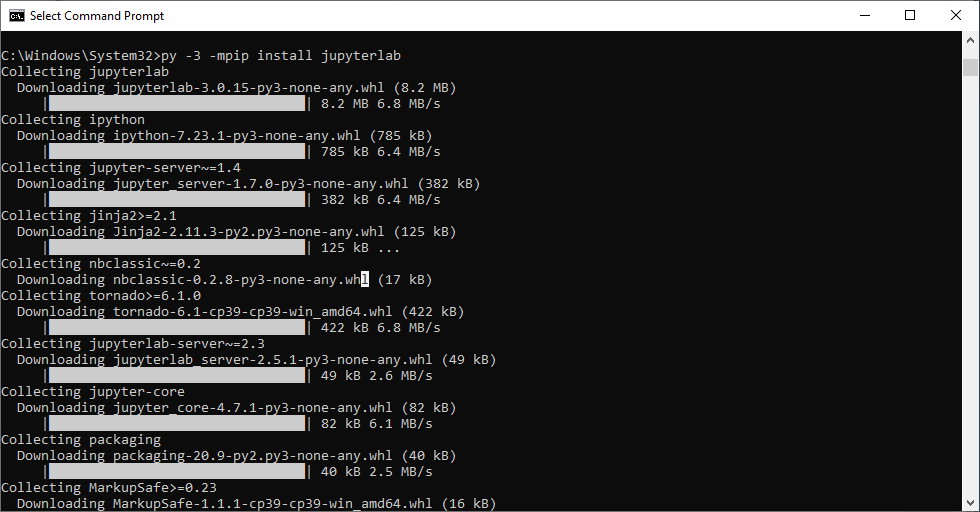 Select Command Prompt
C:\Windows\System32>py -3 -mpip install jupyterlab
Collecting jupyterlab
  Downloading jupyterlab-3.0.15-py3-none-any.whl (8.2 MB)
     |████████████████████████████████| 8.2 MB 6.8 MB/s
Collecting ipython
  Downloading ipython-7.23.1-py3-none-any.whl (785 kB)
     |████████████████████████████████| 785 kB 6.4 MB/s
Collecting jupyter-server~=1.4
  Downloading jupyter_server-1.7.0-py3-none-any.whl (382 kB)
     |████████████████████████████████| 382 kB 6.4 MB/s
Collecting jinja2>=2.1
  Downloading Jinja2-2.11.3-py2.py3-none-any.whl (125 kB)
     |████████████████████████████████| 125 kB ...
Collecting nbclassic~=0.2
  Downloading nbclassic-0.2.8-py3-none-any.whl (17 kB)
Collecting tornado>=6.1.0
  Downloading tornado-6.1-cp39-cp39-win_amd64.whl (422 kB)
     |████████████████████████████████| 422 kB 6.8 MB/s
Collecting jupyterlab-server~=2.3
  Downloading jupyterlab_server-2.5.1-py3-none-any.whl (49 kB)
     |████████████████████████████████| 49 kB 2.6 MB/s
Collecting jupyter-core
  Downloading jupyter_core-4.7.1-py3-none-any.whl (82 kB)
     |████████████████████████████████| 82 kB 6.1 MB/s
Collecting packaging
  Downloading packaging-20.9-py2.py3-none-any.whl (40 kB)
     |████████████████████████████████| 40 kB 2.5 MB/s
Collecting MarkupSafe>=0.23
  Downloading MarkupSafe-1.1.1-cp39-cp39-win_amd64.whl (16 kB)